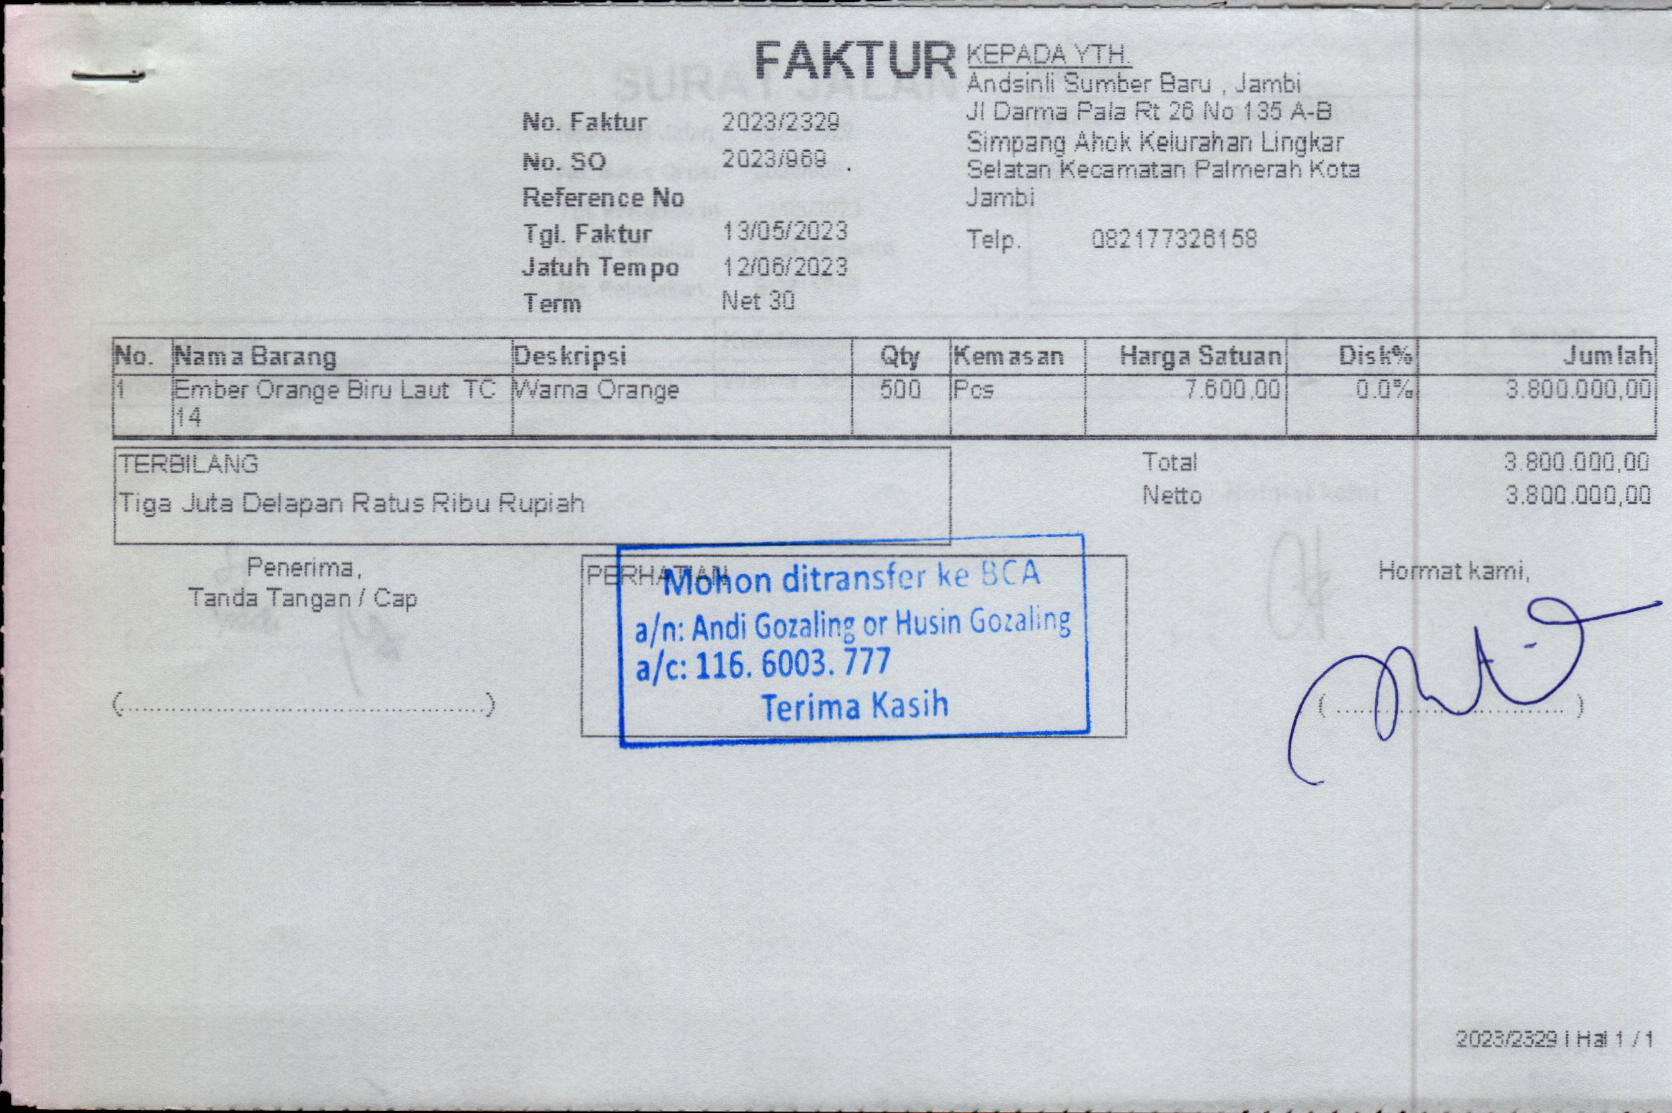 FAKTUR
KEPADA YTH.
Andsinli Sumber Baru , Jambi
Jl Darma Pala Rt 26 No 135 A-B
Simpang Ahok Kelurahan Lingkar
Selatan Kecamatan Palmerah Kota
Jambi
Telp. 082177326158
No. Faktur 2023/2329
No. SO 2023/969 .
Reference No
Tgl. Faktur 13/05/2023
Jatuh Tempo 12/06/2023
Term Net 30
No. Nama Barang Deskripsi Qty Kemasan Harga Satuan Disk% Jumlah
1 Ember Orange Biru Laut TC Warna Orange 500 Pcs 7.600,00 0.0% 3.800.000,00
14
TERBILANG
Tiga Juta Delapan Ratus Ribu Rupiah
Total 3.800.000,00
Netto 3.800.000,00
Penerima,
Tanda Tangan / Cap
(........................................)
PERHATIAN
Mohon ditransfer ke BCA
a/n: Andi Gozaling or Husin Gozaling
a/c: 116. 6003. 777
Terima Kasih
Hormat kami,
( ............................ )
2023/2329 | Hal 1 / 1